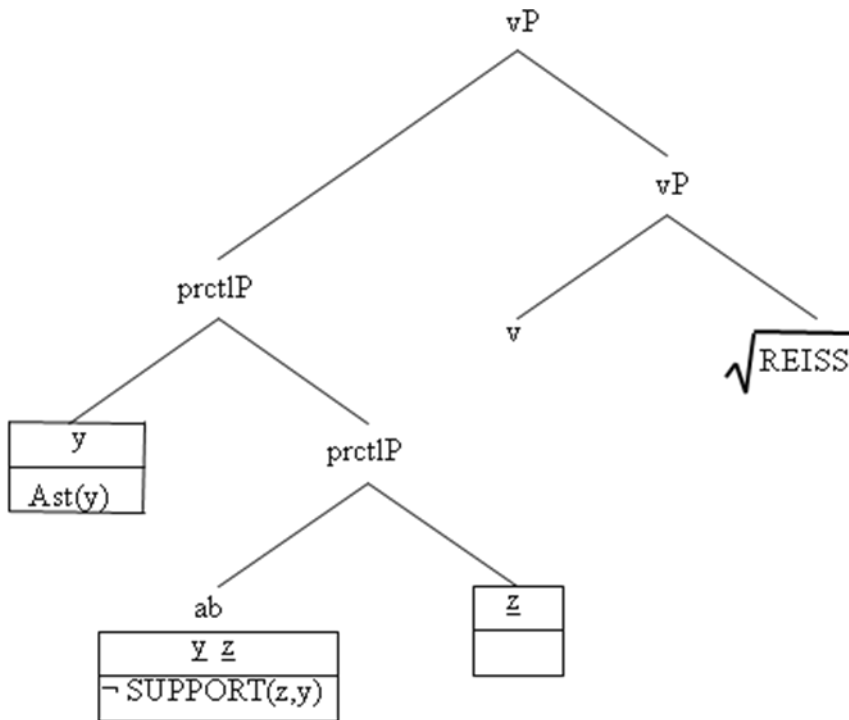 vP
vP
prctlP
v
√REISS
y
Ast(y)
prctlP
ab
y z
¬ SUPPORT(z,y)
z